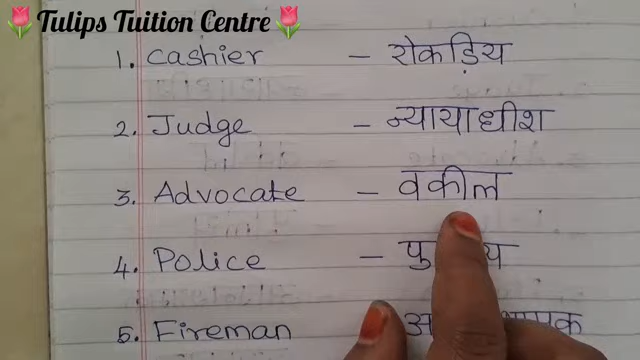 🌷Tulips Tuition Centre🌷
1. Cashier - रोकड़िय
2. Judge - न्यायाधीश
3. Advocate - वकील
4. Police -
5. Fireman -